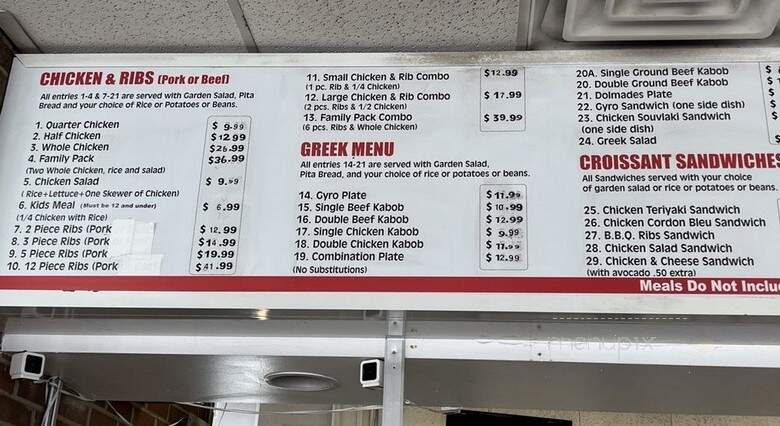 CHICKEN & RIBS (Pork or Beef)
All entries 1-4 & 7-21 are served with Garden Salad, Pita
Bread and your choice of Rice or Potatoes or Beans.
1. Quarter Chicken $ 9.99
2. Half Chicken $12.99
3. Whole Chicken $26.99
4. Family Pack $36.99
(Two Whole Chicken, rice and salad)
5. Chicken Salad $ 9.99
( Rice+Lettuce+One Skewer of Chicken)
6. Kids Meal (Must be 12 and under) $ 6.99
(1/4 Chicken with Rice)
7. 2 Piece Ribs (Pork $ 12.99
8. 3 Piece Ribs (Pork $14.99
9. 5 Piece Ribs (Pork $19.99
10. 12 Piece Ribs (Pork $41.99
11. Small Chicken & Rib Combo $12.99
(1 pc. Rib & 1/4 Chicken)
12. Large Chicken & Rib Combo $ 17.99
(2 pcs. Ribs & 1/2 Chicken)
13. Family Pack Combo $ 39.99
(6 pcs. Ribs & Whole Chicken)
GREEK MENU
All entries 14-21 are served with Garden Salad,
Pita Bread, and your choice of rice or potatoes or beans.
14. Gyro Plate $ 11.99
15. Single Beef Kabob $ 10.99
16. Double Beef Kabob $ 12.99
17. Single Chicken Kabob $ 9.99
18. Double Chicken Kabob $ 11.99
19. Combination Plate $ 12.99
(No Substitutions)
20A. Single Ground Beef Kabob $
20. Double Ground Beef Kabob $
21. Dolmades Plate $
22. Gyro Sandwich (one side dish) $
23. Chicken Souvlaki Sandwich $
(one side dish)
24. Greek Salad $
CROISSANT SANDWICHES
All Sandwiches served with your choice
of garden salad or rice or potatoes or beans.
25. Chicken Teriyaki Sandwich
26. Chicken Cordon Bleu Sandwich
27. B.B.Q. Ribs Sandwich
28. Chicken Salad Sandwich
29. Chicken & Cheese Sandwich
(with avocado .50 extra)
Meals Do Not Inclu
menupix